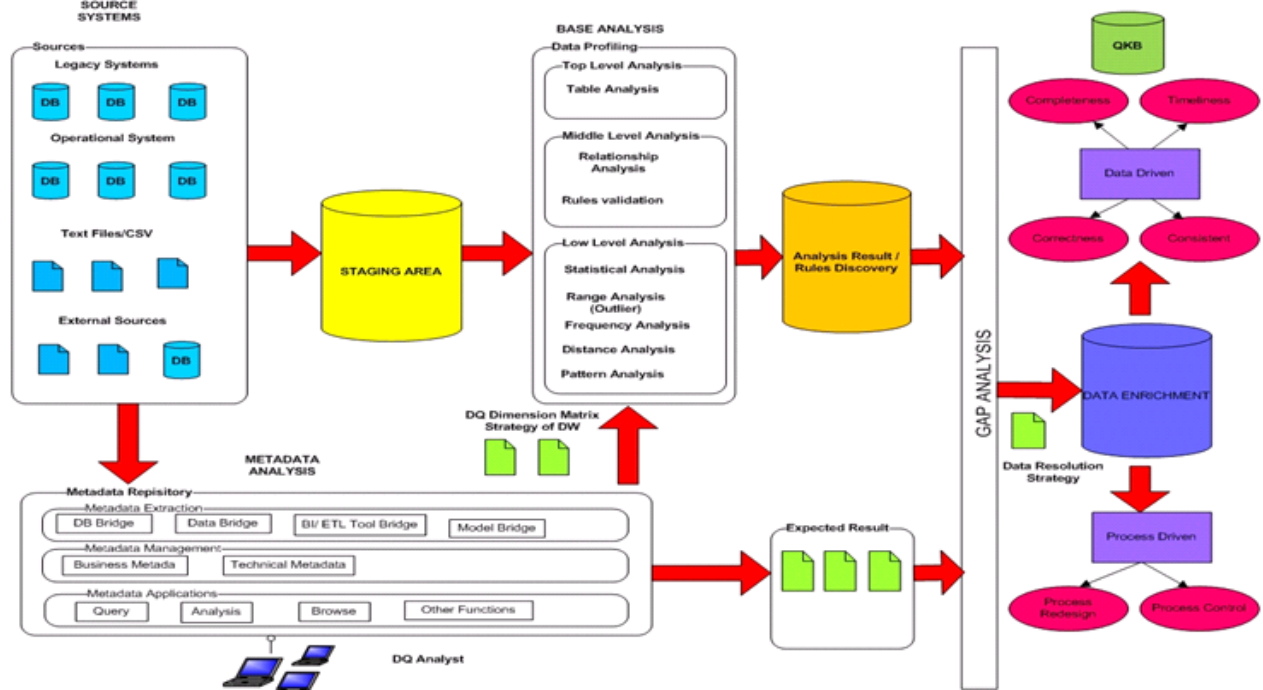 SOURCE
SYSTEMS
Sources
Legacy Systems
DB
DB
DB
Operational System
DB
DB
DB
Text Files/CSV
External Sources
DB
STAGING AREA
BASE ANALYSIS
Data Profiling
Top Level Analysis
Table Analysis
Middle Level Analysis
Relationship
Analysis
Rules validation
Low Level Analysis
Statistical Analysis
Range Analysis
(Outlier)
Frequency Analysis
Distance Analysis
Pattern Analysis
Analysis Result /
Rules Discovery
GAP ANALYSIS
QKB
Completeness
Timeliness
Data Driven
Correctness
Consistent
DATA ENRICHMENT
Data Resolution
Strategy
Process Driven
Process
Redesign
Process Control
DQ Dimension Matrix
Strategy of DW
METADATA
ANALYSIS
Metadata Repisitory
Metadata Extraction
DB Bridge
Data Bridge
BI/ ETL Tool Bridge
Model Bridge
Metadata Management
Business Metada
Technical Metadata
Metadata Applications
Query
Analysis
Browse
Other Functions
Expected Result
DQ Analyst